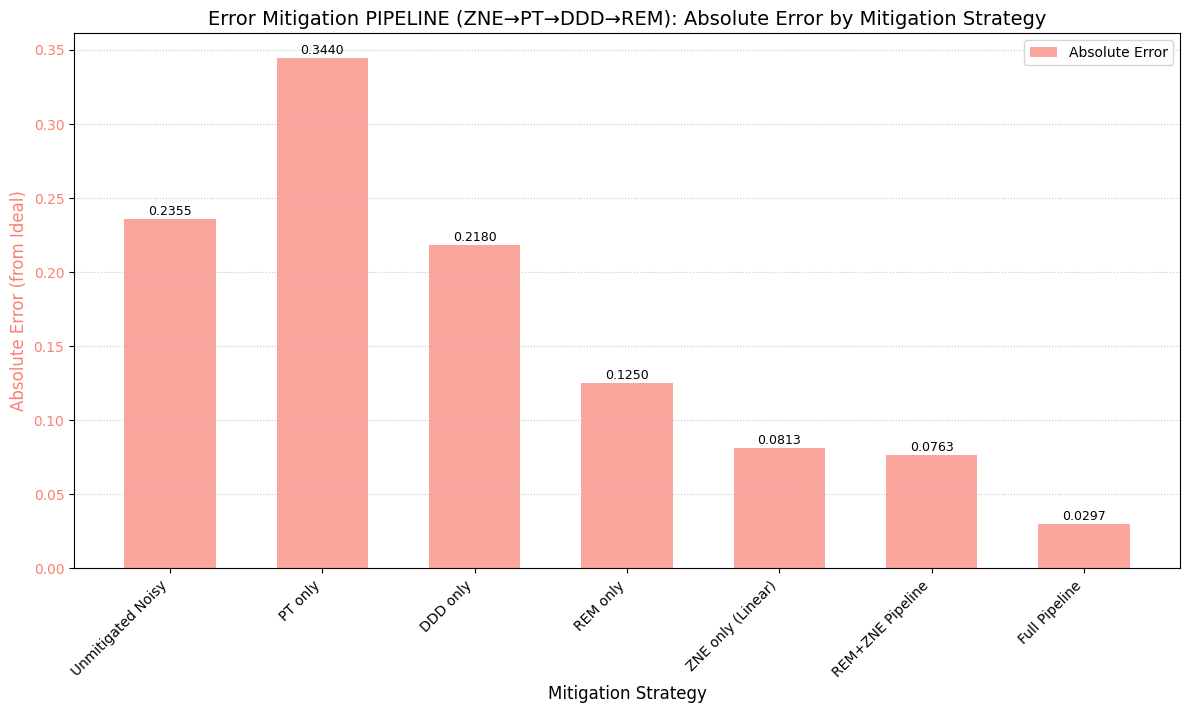 Error Mitigation PIPELINE (ZNE→PT→DDD→REM): Absolute Error by Mitigation Strategy
Absolute Error
Absolute Error (from Ideal)
0.35
0.30
0.25
0.20
0.15
0.10
0.05
0.00
0.2355
0.3440
0.2180
0.1250
0.0813
0.0763
0.0297
Unmitigated Noisy
PT only
DDD only
REM only
ZNE only (Linear)
REM+ZNE Pipeline
Full Pipeline
Mitigation Strategy